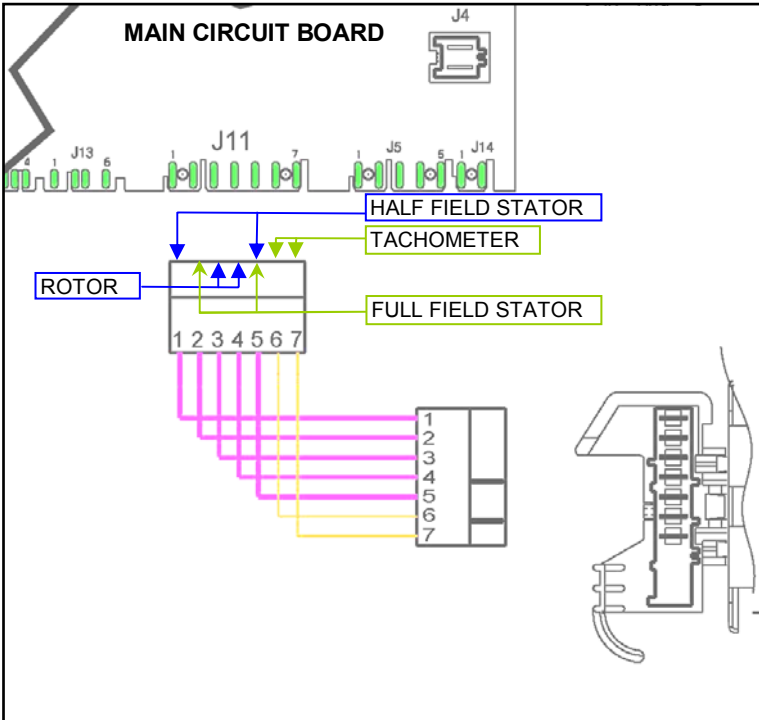 MAIN CIRCUIT BOARD
J4
4 1 J13 6
1 J11 7
1 J5 5
1 J14
HALF FIELD STATOR
TACHOMETER
ROTOR
FULL FIELD STATOR
1 2 3 4 5 6 7
1
2
3
4
5
6
7